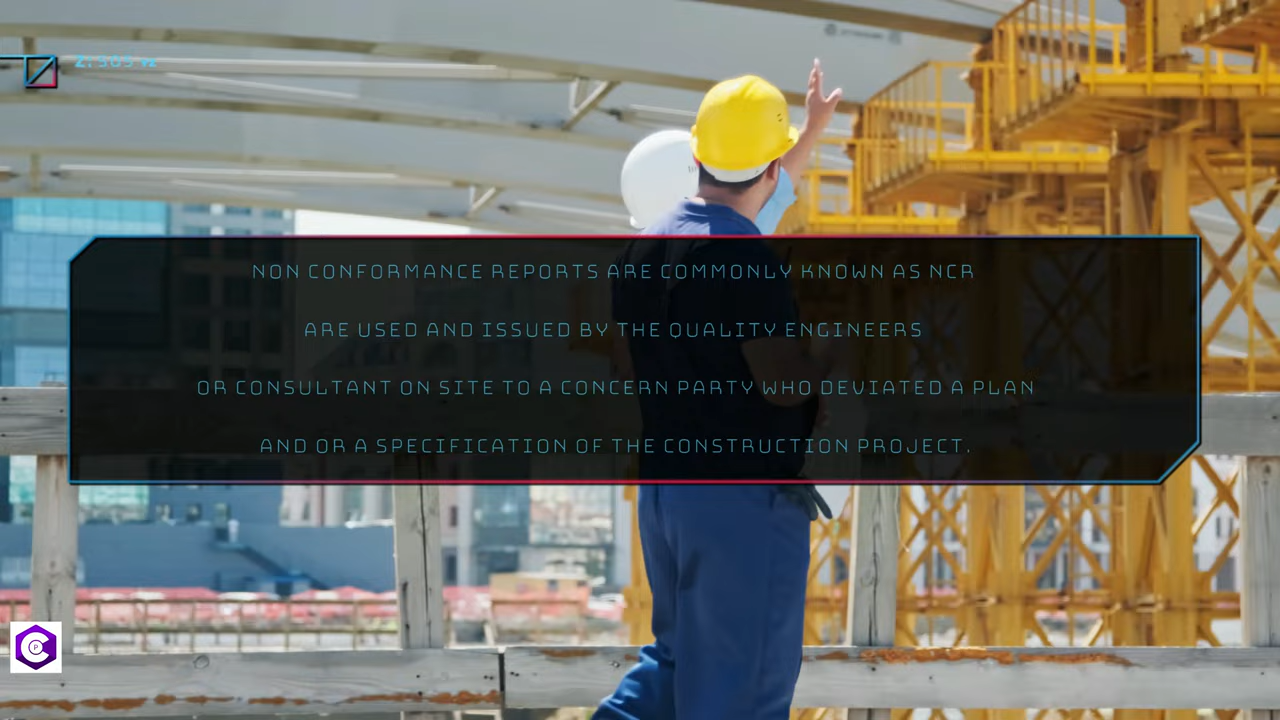 NON CONFORMANCE REPORTS ARE COMMONLY KNOWN AS NCR
ARE USED AND ISSUED BY THE QUALITY ENGINEERS
OR CONSULTANT ON SITE TO A CONCERN PARTY WHO DEVIATED A PLAN
AND OR A SPECIFICATION OF THE CONSTRUCTION PROJECT.